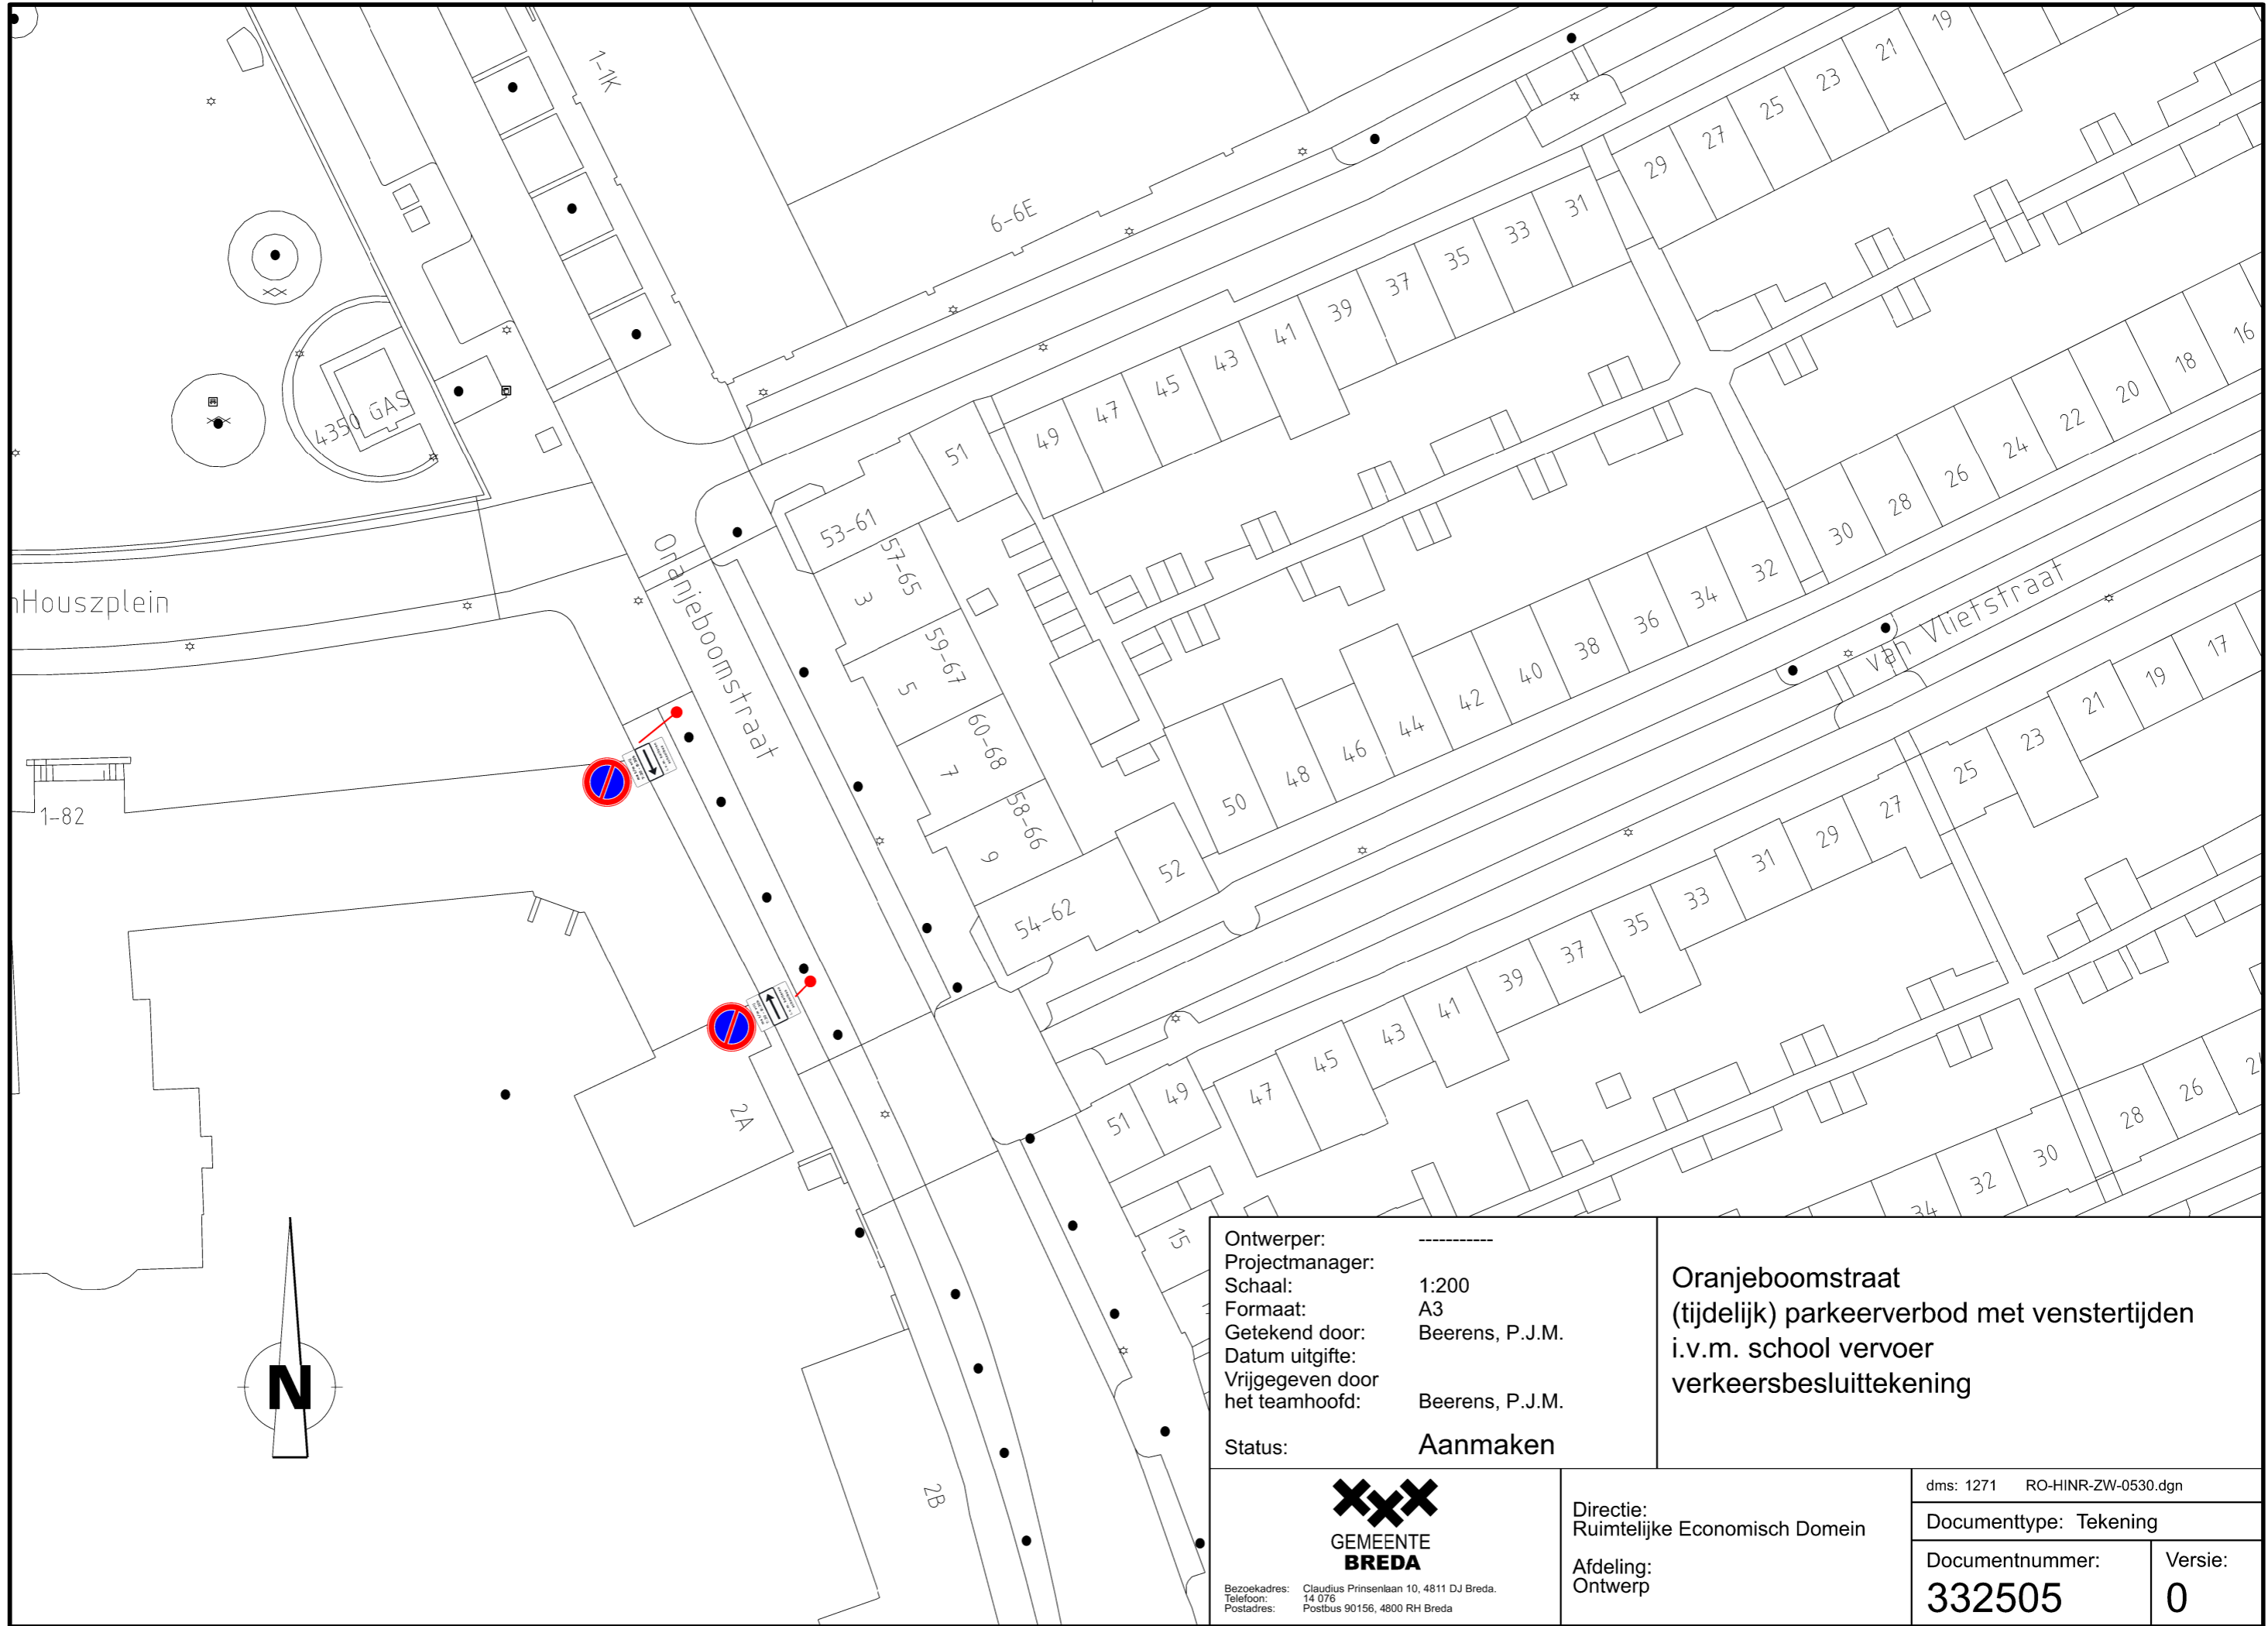 1-1K
19
21
23
25
27
29
6-6E
31
33
35
37
39
41
43
45
47
49
51
4350 GAS
53-61
57-65
3
59-67
5
60-68
7
58-66
9
54-62
52
Oranjeboomstraat
nHouszplein
1-82
16
18
20
22
24
26
28
30
32
34
36
38
40
42
44
46
48
50
van Vlietstraat
17
19
21
23
25
27
29
31
33
35
37
39
41
43
45
47
49
51
2A
2B
15
26
28
30
32
34
N
Ontwerper: -----------
Projectmanager:
Schaal: 1:200
Formaat: A3
Getekend door: Beerens, P.J.M.
Datum uitgifte:
Vrijgegeven door
het teamhoofd: Beerens, P.J.M.
Status: Aanmaken
Oranjeboomstraat
(tijdelijk) parkeerverbod met venstertijden
i.v.m. school vervoer
verkeersbesluittekening
GEMEENTE
BREDA
Bezoekadres: Claudius Prinsenlaan 10, 4811 DJ Breda.
Telefoon: 14 076
Postadres: Postbus 90156, 4800 RH Breda
Directie:
Ruimtelijke Economisch Domein
Afdeling:
Ontwerp
dms: 1271 RO-HINR-ZW-0530.dgn
Documenttype: Tekening
Documentnummer:
332505
Versie:
0